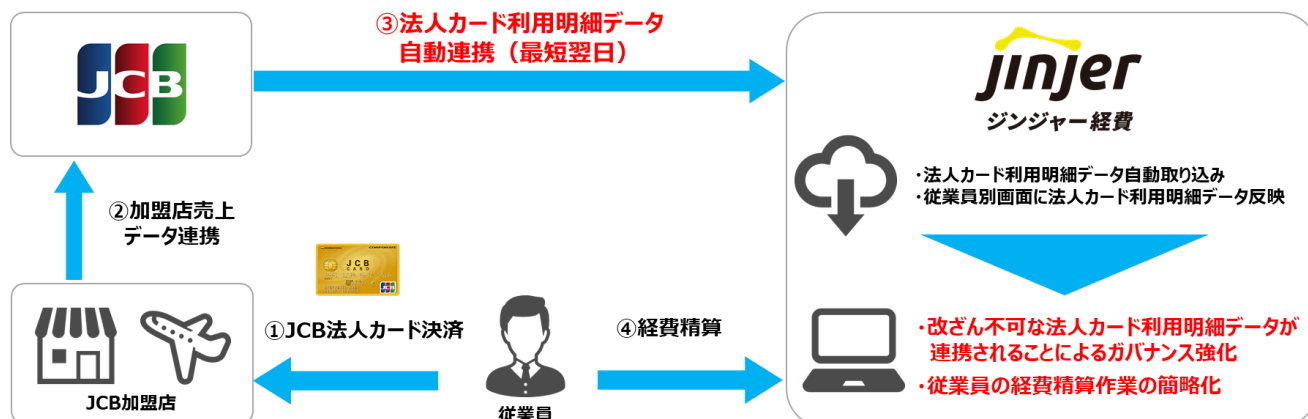 ③法人カード利用明細データ
自動連携（最短翌日）
JCB
jinjer
ジンジャー経費
・法人カード利用明細データ自動取り込み
・従業員別画面に法人カード利用明細データ反映
②加盟店売上
データ連携
JCB
CARD
JCB
①JCB法人カード決済
④経費精算
・改ざん不可な法人カード利用明細データが
連携されることによるガバナンス強化
・従業員の経費精算作業の簡略化
JCB加盟店
従業員